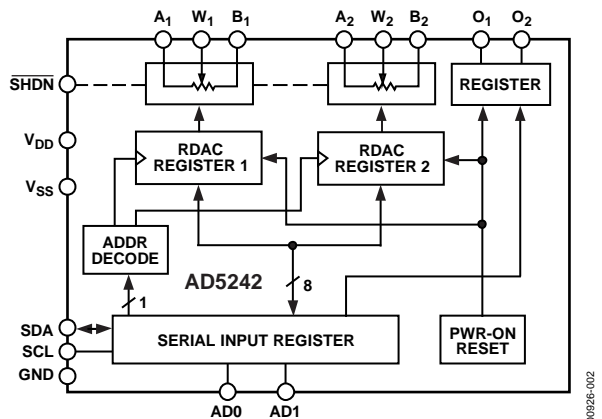 A1 W1 B1 A2 W2 B2 O1 O2
SHDN
REGISTER
VDD
RDAC
REGISTER 1
RDAC
REGISTER 2
VSS
ADDR
DECODE
AD5242
8
1
SDA
SERIAL INPUT REGISTER
PWR-ON
RESET
SCL
GND
AD0 AD1
00926-002